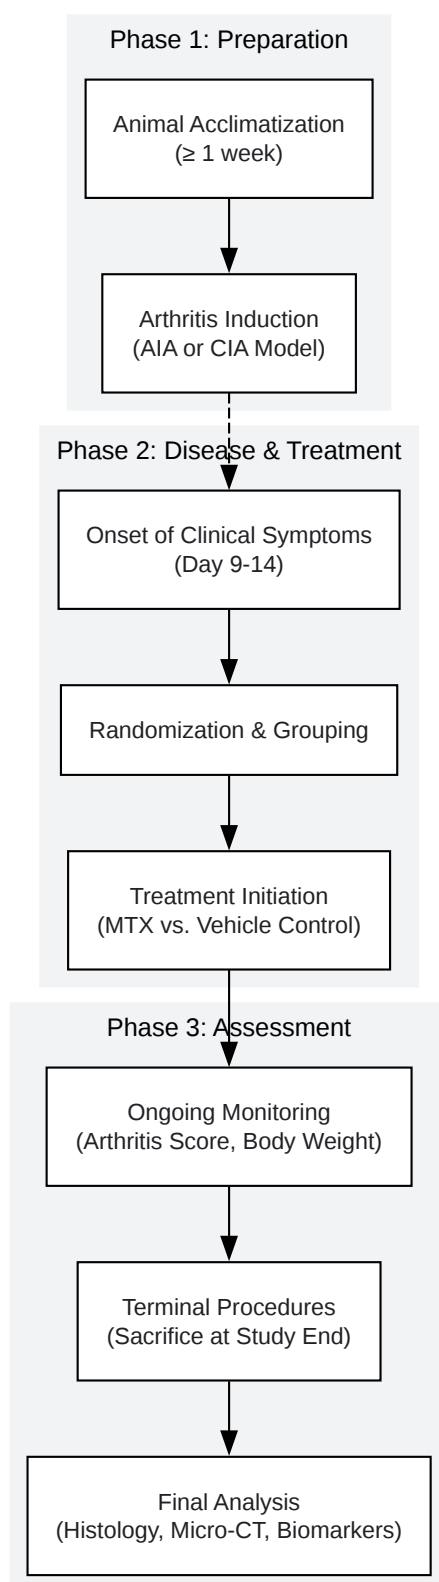 Phase 1: Preparation
Animal Acclimatization
(≥ 1 week)
Arthritis Induction
(AIA or CIA Model)
Phase 2: Disease & Treatment
Onset of Clinical Symptoms
(Day 9-14)
Randomization & Grouping
Treatment Initiation
(MTX vs. Vehicle Control)
Phase 3: Assessment
Ongoing Monitoring
(Arthritis Score, Body Weight)
Terminal Procedures
(Sacrifice at Study End)
Final Analysis
(Histology, Micro-CT, Biomarkers)